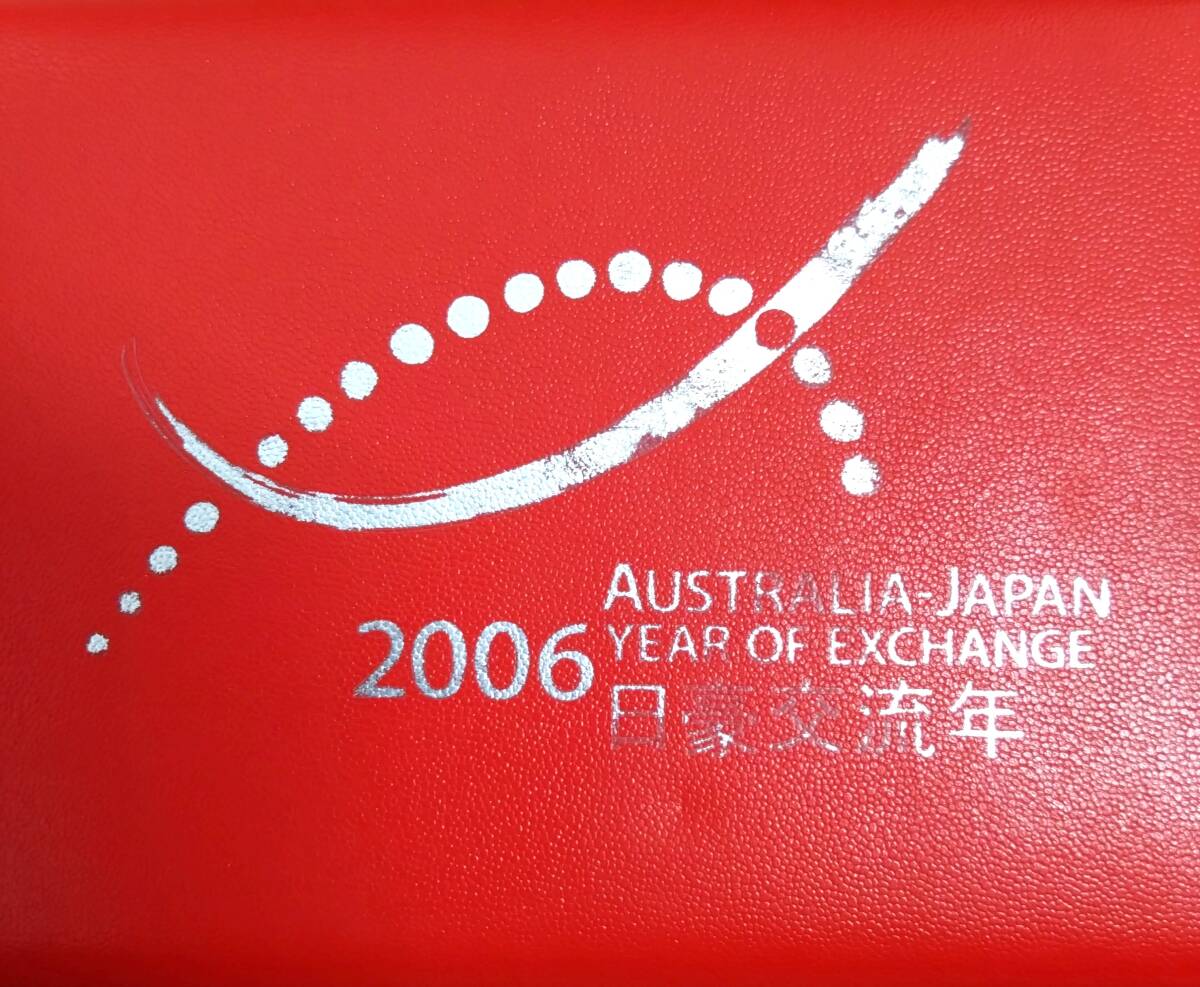 2006
AUSTRALIA-JAPAN
YEAR OF EXCHANGE
日豪交流年